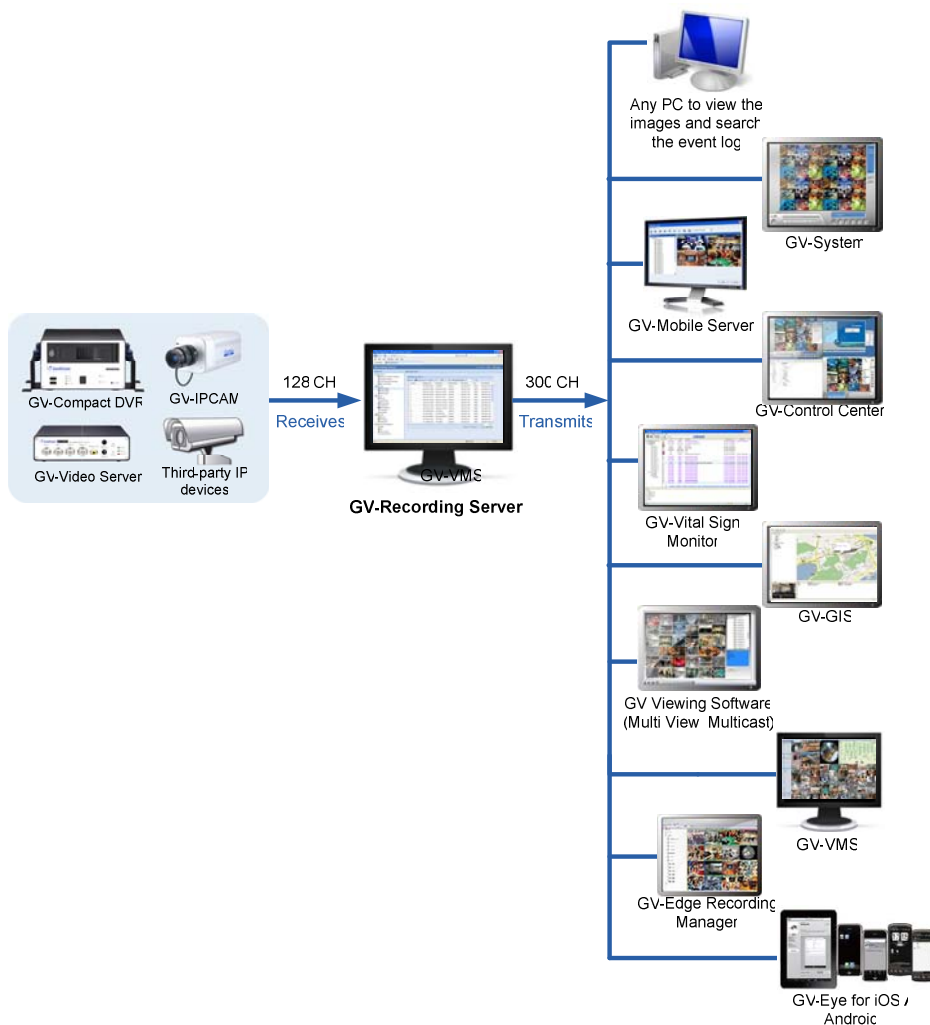 Any PC to view the
images and search
the event log
GV-System
GV-Mobile Server
GV-Control Center
GV-Compact DVR
GV-IPCAM
GV-Video Server
Third-party IP
devices
128 CH
Receives
GV-VMS
GV-Recording Server
300 CH
Transmits
GV-Vital Sign
Monitor
GV-GIS
GV Viewing Software
(Multi View Multicast)
GV-VMS
GV-Edge Recording
Manager
GV-Eye for iOS /
Android